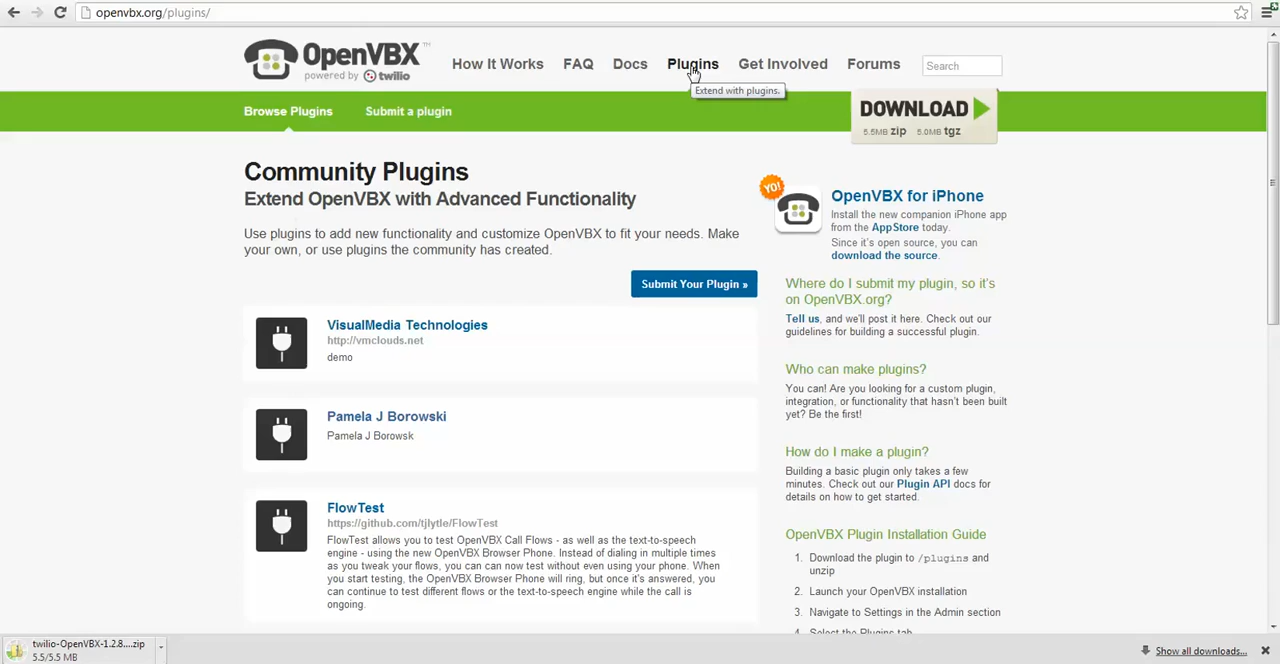 openvbx.org/plugins/
OpenVBX™
powered by twilio
How It Works
FAQ
Docs
Plugins
Get Involved
Forums
Search
Extend with plugins.
Browse Plugins
Submit a plugin
DOWNLOAD
5.5MB zip 5.0MB tgz
Community Plugins
Extend OpenVBX with Advanced Functionality
Use plugins to add new functionality and customize OpenVBX to fit your needs. Make
your own, or use plugins the community has created.
Submit Your Plugin »
VisualMedia Technologies
http://vmclouds.net
demo
Pamela J Borowski
Pamela J Borowsk
FlowTest
https://github.com/tjlytle/FlowTest
FlowTest allows you to test OpenVBX Call Flows - as well as the text-to-speech
engine - using the new OpenVBX Browser Phone. Instead of dialing in multiple times
as you tweak your flows, you can can now test without even using your phone. When
you start testing, the OpenVBX Browser Phone will ring, but once it's answered, you
can continue to test different flows or the text-to-speech engine while the call is
ongoing.
YO!
OpenVBX for iPhone
Install the new companion iPhone app
from the AppStore today.
Since it's open source, you can
download the source.
Where do I submit my plugin, so it's
on OpenVBX.org?
Tell us, and we'll post it here. Check out our
guidelines for building a successful plugin.
Who can make plugins?
You can! Are you looking for a custom plugin,
integration, or functionality that hasn't been built
yet? Be the first!
How do I make a plugin?
Building a basic plugin only takes a few
minutes. Check out our Plugin API docs for
details on how to get started.
OpenVBX Plugin Installation Guide
1. Download the plugin to /plugins and
unzip
2. Launch your OpenVBX installation
3. Navigate to Settings in the Admin section
4. Select the Plugins tab
twilio-OpenVBX-1.2.8....zip
5.5/5.5 MB
Show all downloads...